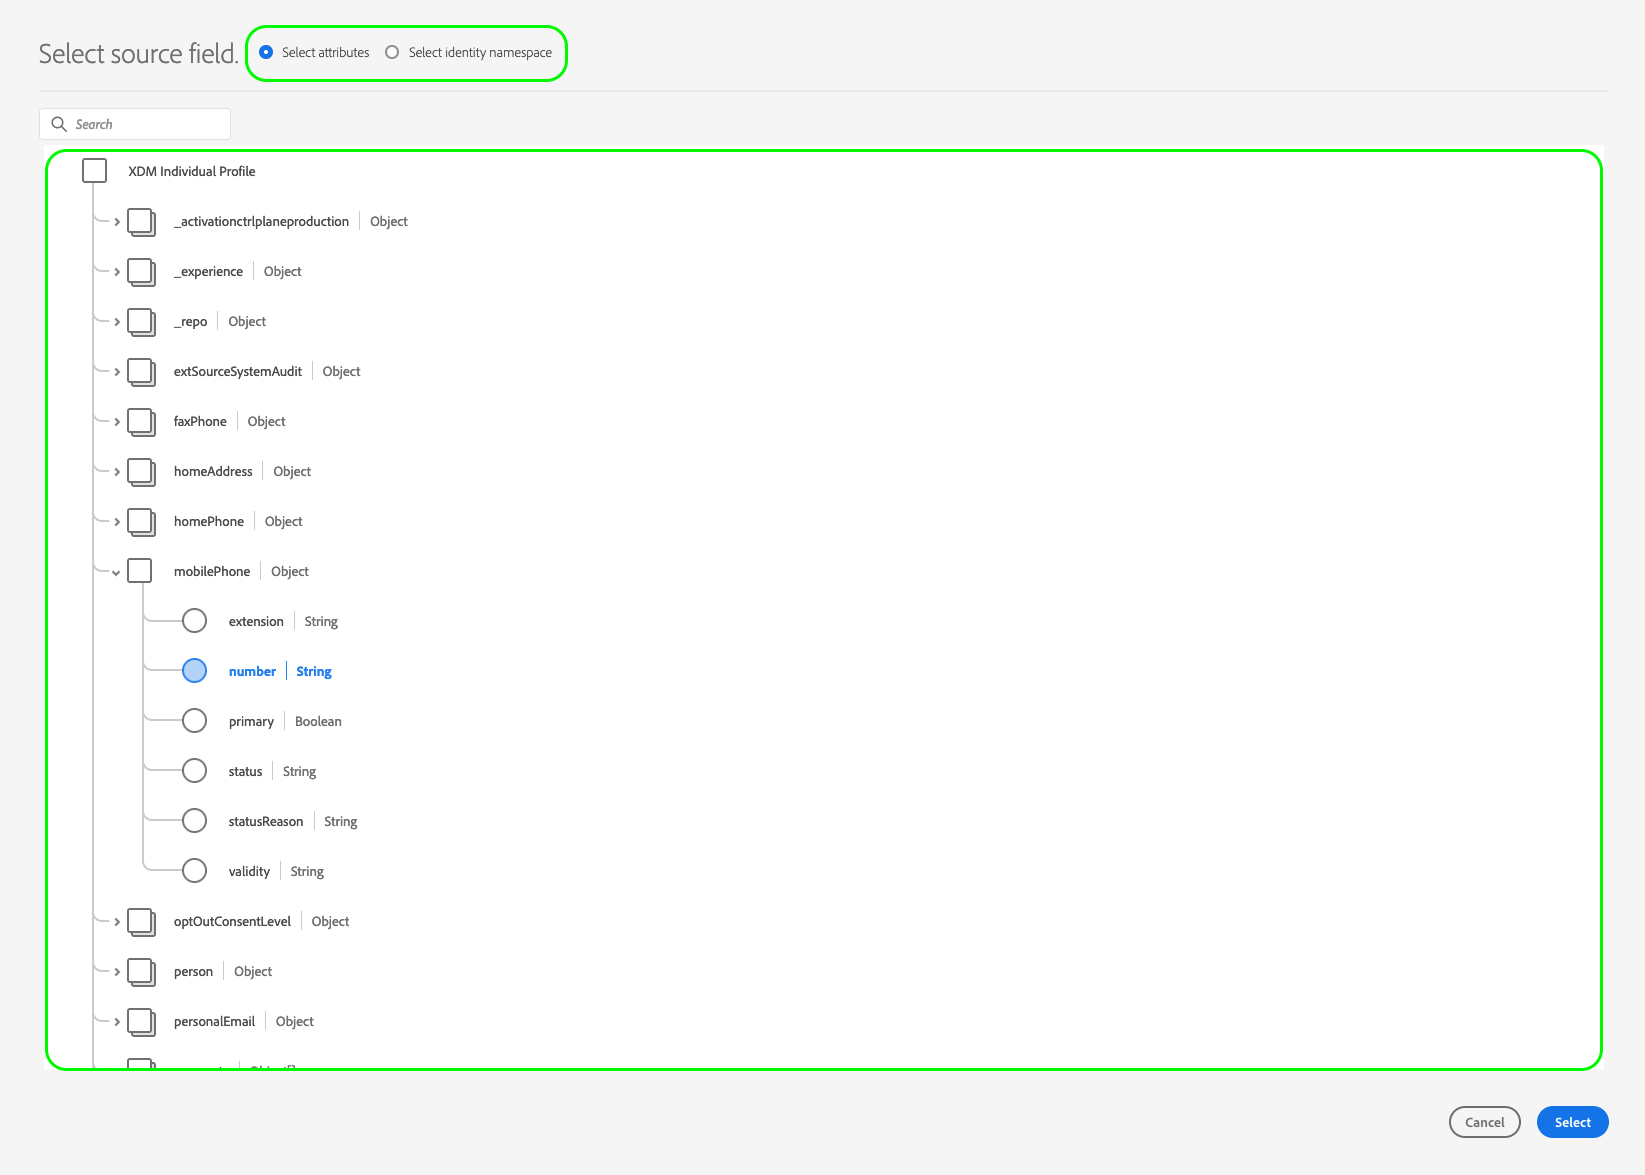 Select source field. Select attributes Select identity namespace
Search
XDM Individual Profile
_activationctrlplaneproduction Object
_experience Object
_repo Object
extSourceSystemAudit Object
faxPhone Object
homeAddress Object
homePhone Object
mobilePhone Object
extension String
number String
primary Boolean
status String
statusReason String
validity String
optOutConsentLevel Object
person Object
personalEmail Object
Cancel Select